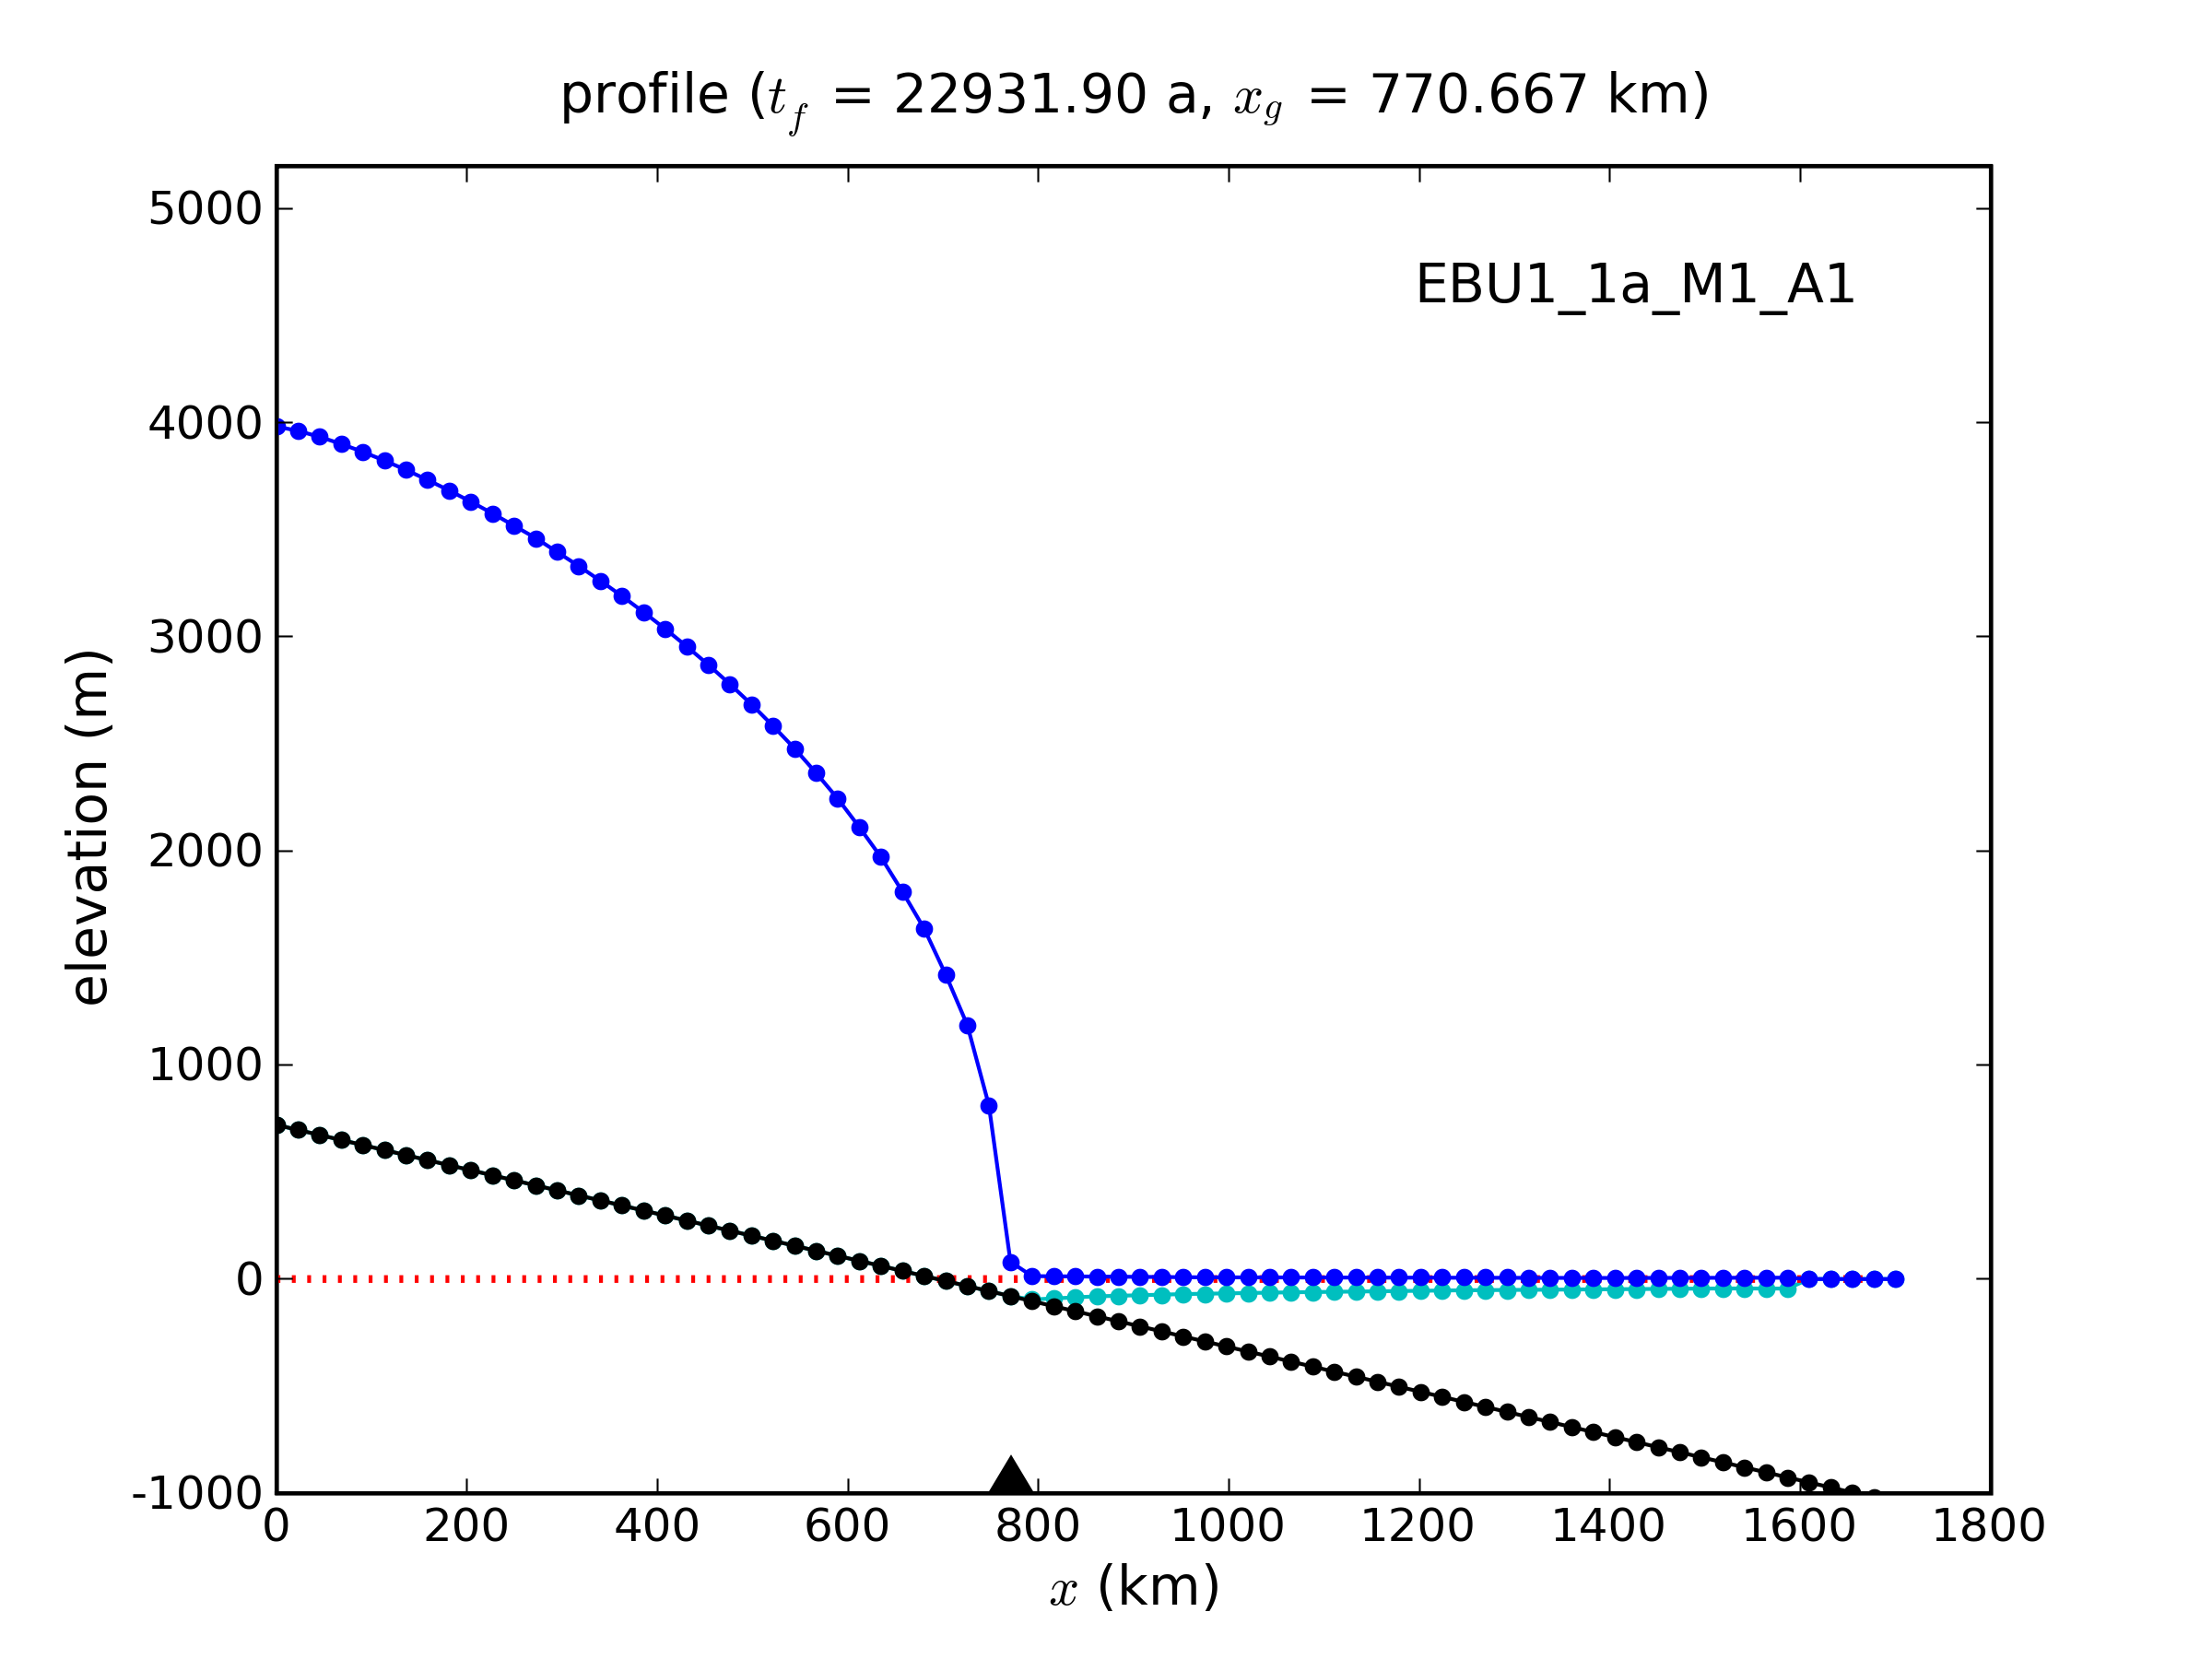 profile (t_f = 22931.90 a, x_g = 770.667 km)
EBU1_1a_M1_A1
5000
4000
3000
2000
1000
0
-1000
elevation (m)
0 200 400 600 800 1000 1200 1400 1600 1800
x (km)